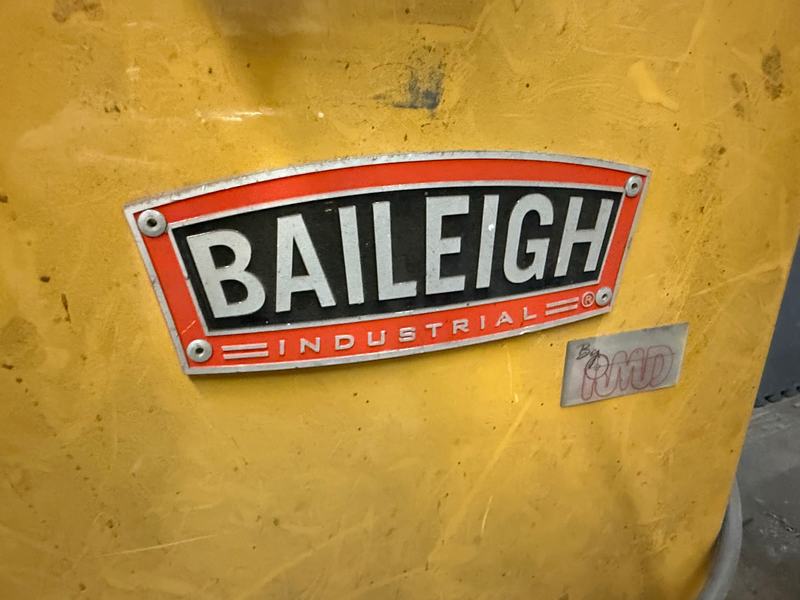 BAILEIGH
INDUSTRIAL ®
By
RMD